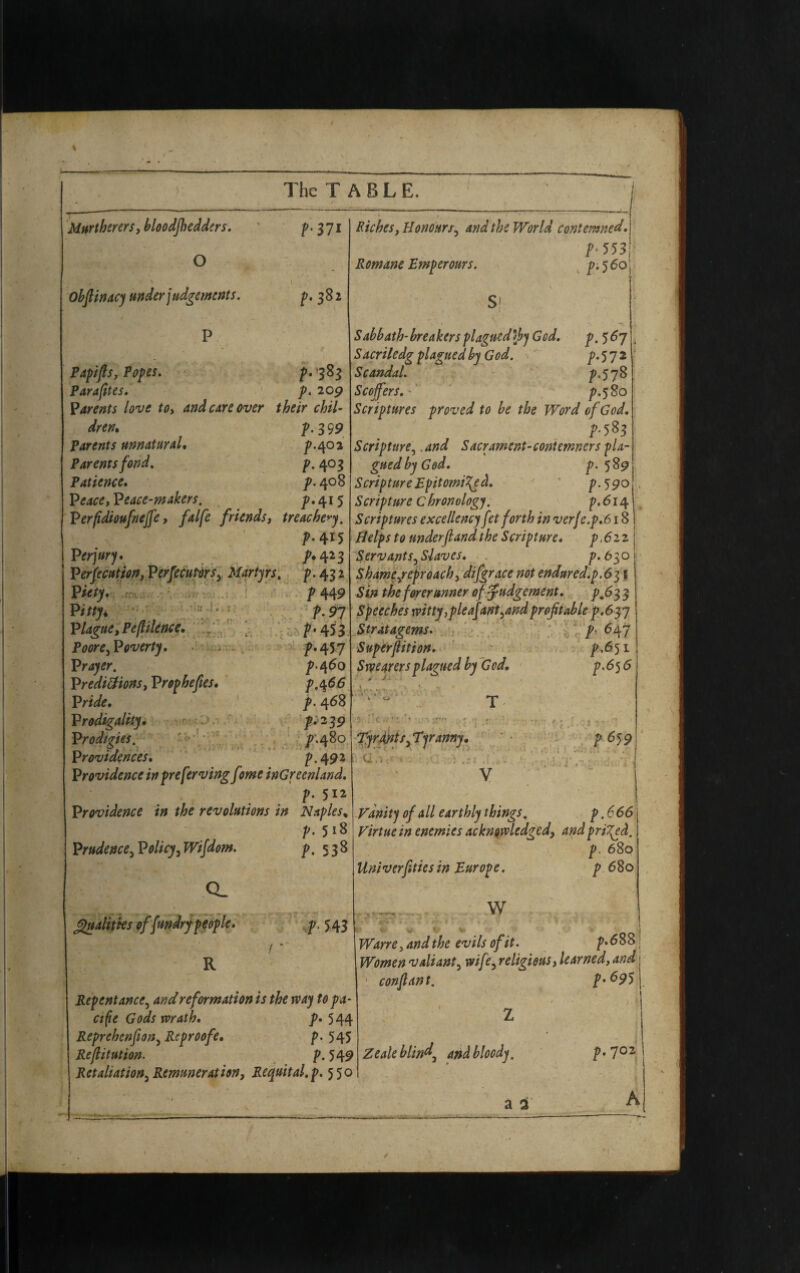 The TABLE.
Murtherers, bloodſhedders. p. 371
O
Obſtinacy under judgements. p. 382
P
Papiſts, Popes. p. 383
Paraſites. p. 209
Parents love to, and care over their chil-
dren. p. 399
Parents unnatural. p. 402
Parents fond. p. 403
Patience. p. 408
Peace, Peace-makers. p. 415
Perfidiouſneſſe, falſe friends, treachery.
p. 415
Perjury. p. 423
Perſecution, Perſecutors, Martyrs. p. 432
Piety. p 449
Pitty. p. 97
Plague, Peſtilence. p. 453
Poore, Poverty. p. 457
Prayer. p. 460
Predictions, Propheſies. p. 466
Pride. p. 468
Prodigality. p. 239
Prodigies. p. 480
Providences. p. 492
Providence in preſerving ſome in Greenland.
p. 512
Providence in the revolutions in Naples.
p. 518
Prudence, Policy, Wiſdom. p. 538
Q
Qualities of ſundry people. p. 543
R
Repentance, and reformation is the way to pa-
cifie Gods wrath. p. 544
Reprehenſion, Reproofe. p. 545
Reſtitution. p. 549
Retaliation, Remuneration, Requital. p. 550
Riches, Honours, and the World contemned.
p. 553
Romane Emperours. p. 560
S
Sabbath-breakers plagued by God. p. 567
Sacriledg plagued by God. p. 572
Scandal. p. 578
Scoffers. p. 580
Scriptures proved to be the Word of God.
p. 583
Scripture, and Sacrament-contemners pla-
gued by God. p. 589
Scripture Epitomized. p. 590
Scripture Chronology. p. 614
Scriptures excellency ſet forth in verſe. p. 618
Helps to underſtand the Scripture. p. 622
Servants, Slaves. p. 630
Shame, reproach, diſgrace not endured. p. 631
Sin the forerunner of Judgement. p. 633
Speeches witty, pleaſant, and profitable p. 637
Stratagems. p. 647
Superſtition. p. 651
Swearers plagued by God. p. 656
T
Tyrants, Tyranny. p 659
V
Vanity of all earthly things. p. 666
Virtue in enemies acknowledged, and prized.
p. 680
Univerſities in Europe. p 680
W
Warre, and the evils of it. p. 688
Women valiant, wiſe, religious, learned, and
conſtant. p. 695
Z
Zeale blind, and bloody. p. 702
a 2
A